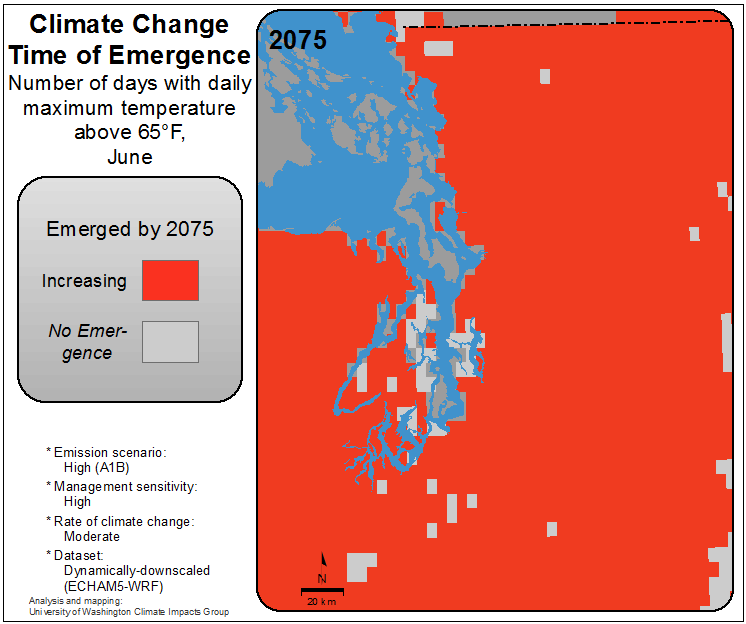 Climate Change
Time of Emergence
Number of days with daily
maximum temperature
above 65°F,
June
2075
Emerged by 2075
Increasing
No Emer-
gence
* Emission scenario:
High (A1B)
* Management sensitivity:
High
* Rate of climate change:
Moderate
* Dataset:
Dynamically-downscaled
(ECHAM5-WRF)
Analysis and mapping:
University of Washington Climate Impacts Group
N
20 km